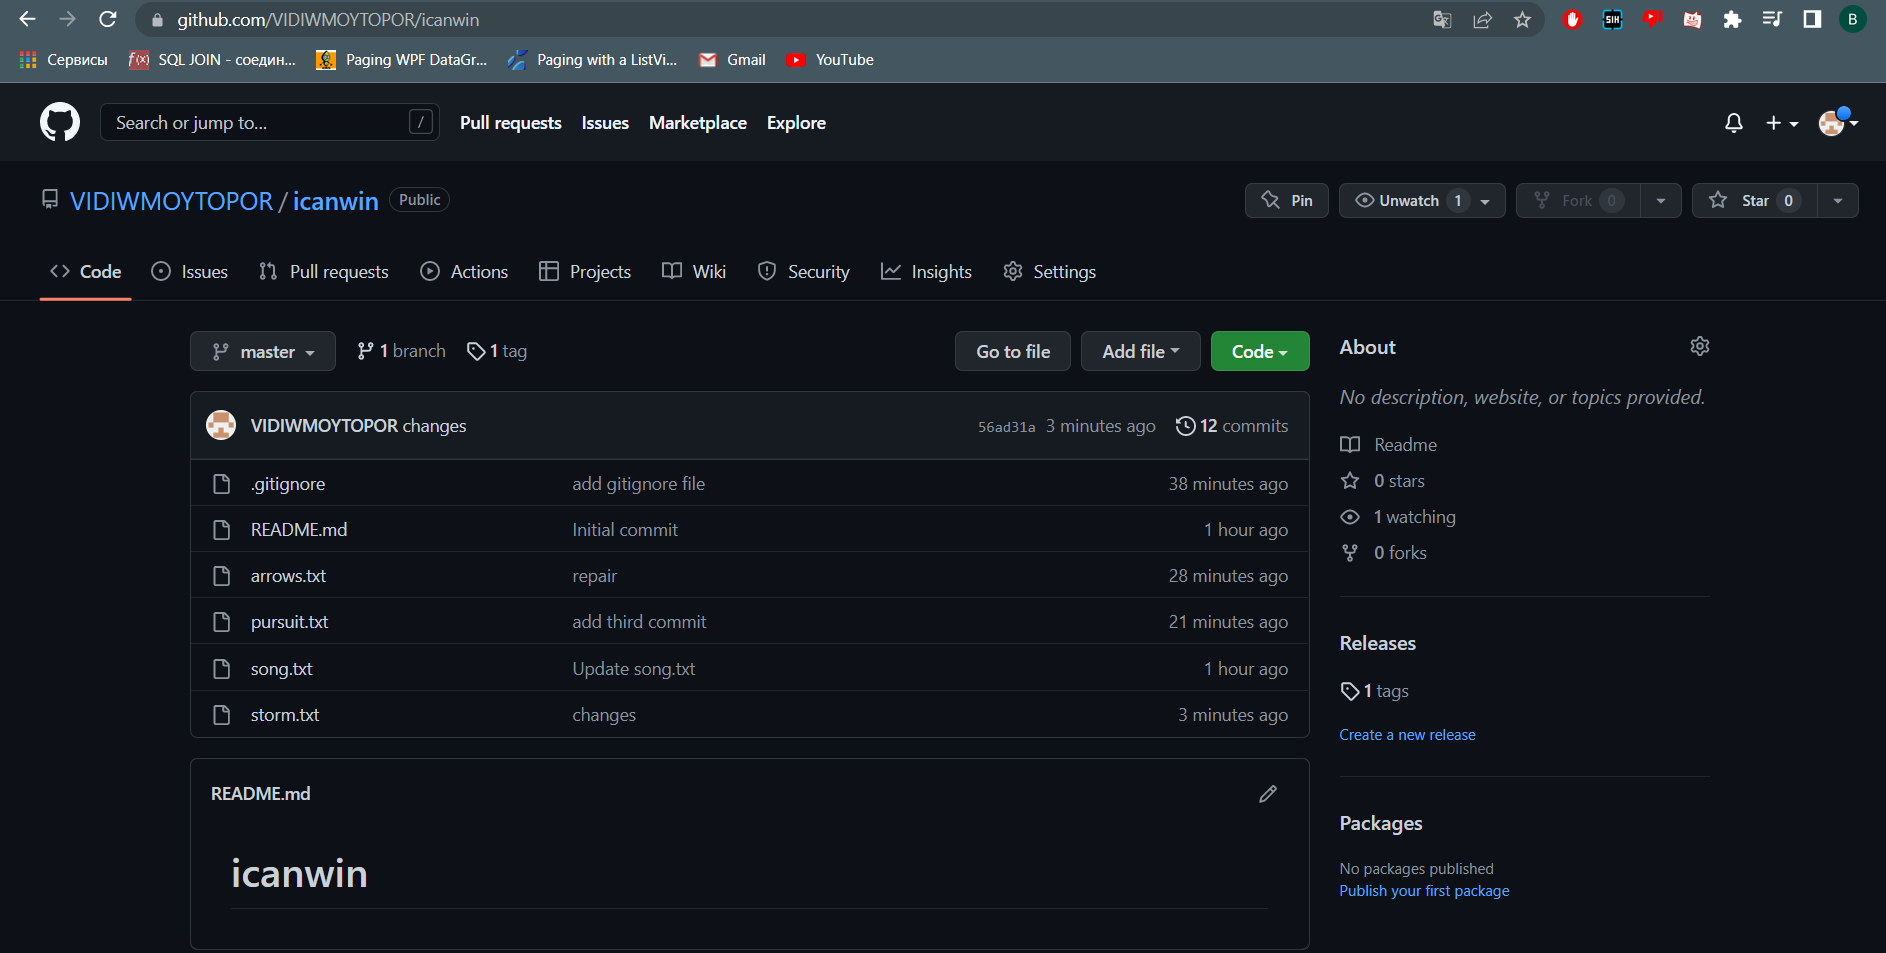 github.com/VIDIWMOYTOPOR/icanwin
SIH
B
Сервисы
f(x) SQL JOIN - соедин...
Paging WPF DataGr...
Paging with a ListVi...
Gmail
YouTube
Search or jump to... /
Pull requests Issues Marketplace Explore
VIDIWMOYTOPOR / icanwin Public
Pin
Unwatch 1
Fork 0
Star 0
Code Issues Pull requests Actions Projects Wiki Security Insights Settings
master 1 branch 1 tag
Go to file Add file Code
VIDIWMOYTOPOR changes 56ad31a 3 minutes ago 12 commits
.gitignore add gitignore file 38 minutes ago
README.md Initial commit 1 hour ago
arrows.txt repair 28 minutes ago
pursuit.txt add third commit 21 minutes ago
song.txt Update song.txt 1 hour ago
storm.txt changes 3 minutes ago
README.md
icanwin
About
No description, website, or topics provided.
Readme
0 stars
1 watching
0 forks
Releases
1 tags
Create a new release
Packages
No packages published
Publish your first package